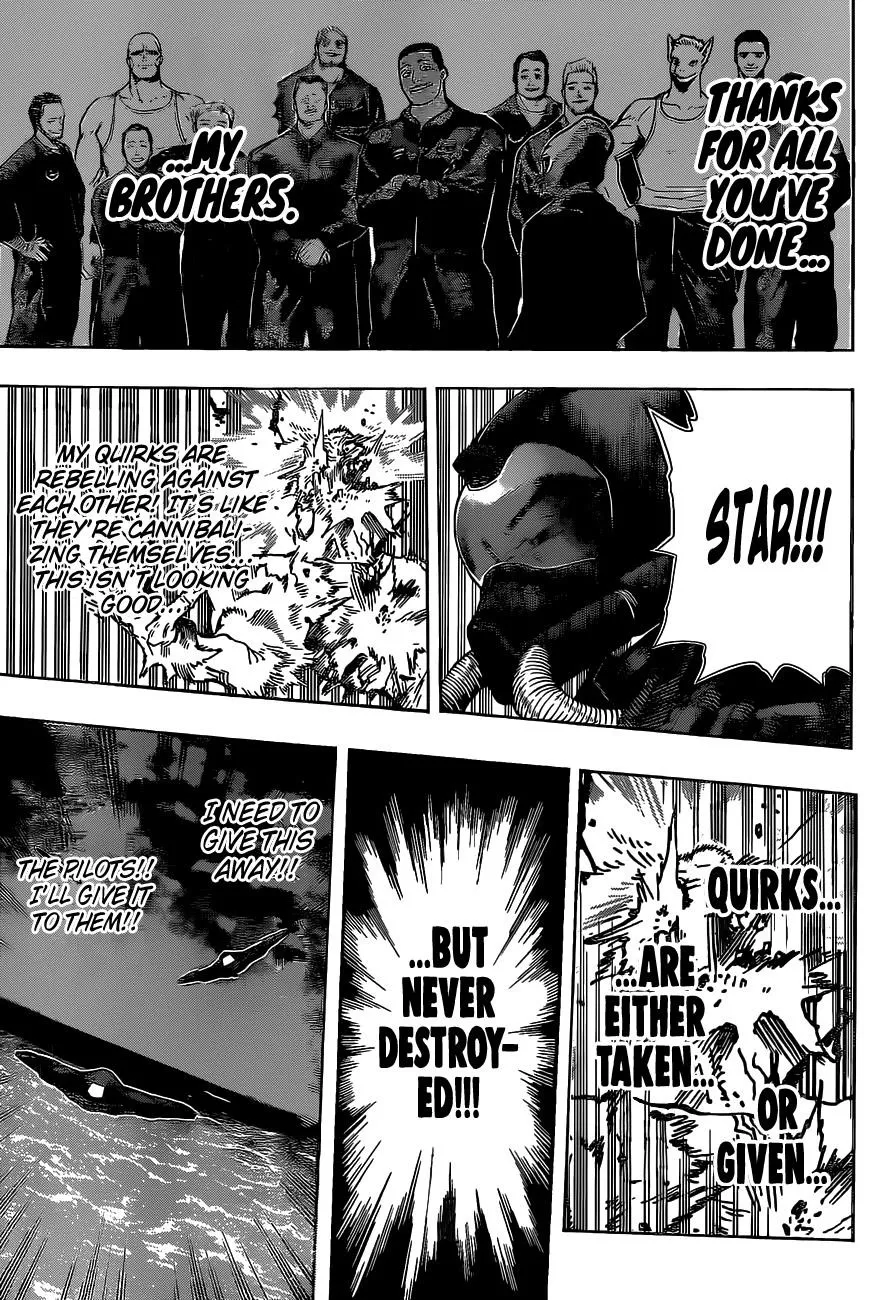 THANKS
FOR ALL
YOU'VE
DONE...
...MY
BROTHERS.
STAR!!!
MY QUIRKS ARE
REBELLING AGAINST
EACH OTHER! IT'S LIKE
THEY'RE CANNIBALI-
ZING THEMSELVES!
THIS ISN'T LOOKING
GOOD...
QUIRKS...
...ARE
EITHER
TAKEN...
OR
GIVEN...
...BUT
NEVER
DESTROY-
ED!!!
I NEED TO
GIVE THIS
AWAY!!
THE PILOTS!!
I'LL GIVE IT
TO THEM!!